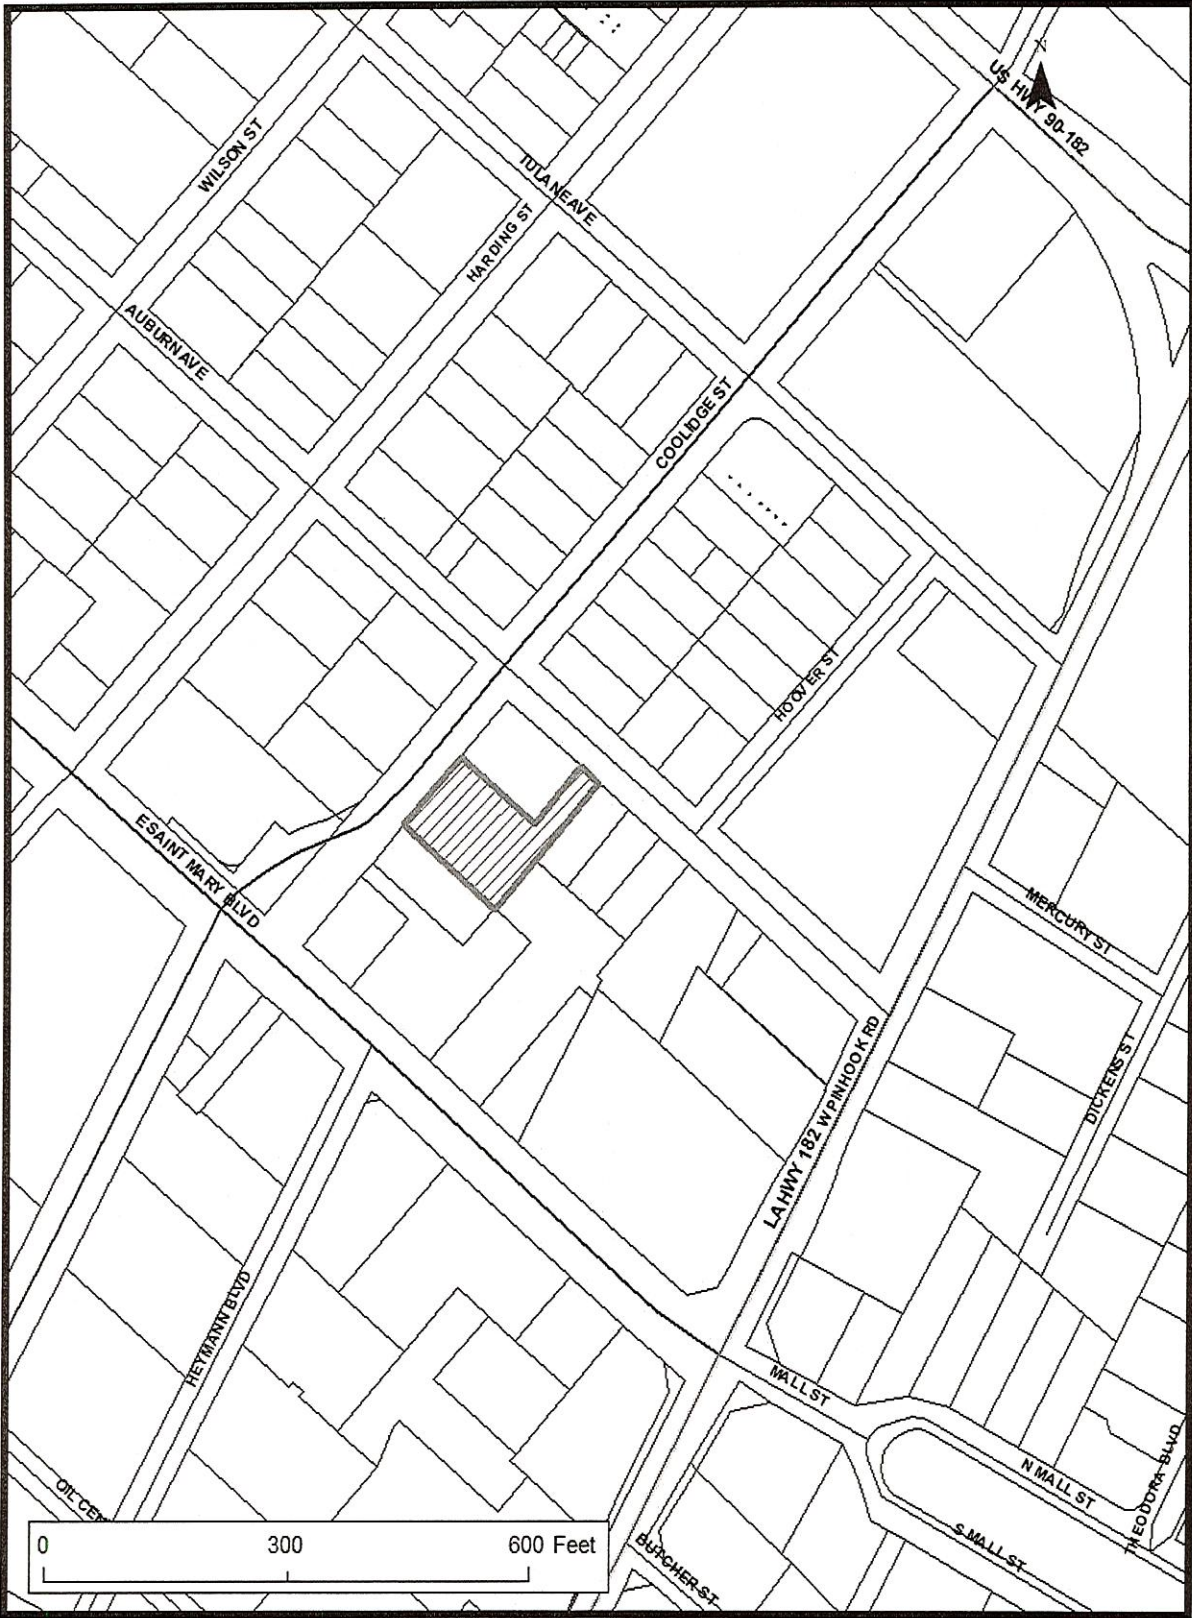 N
US HWY 90-182
WILSON ST
TULANE AVE
HARDING ST
AUBURN AVE
COOLIDGE ST
HOOVER ST
E SAINT MARY BLVD
MERCURY ST
LA HWY 182 W PINHOOK RD
DICKENS ST
HEYMANN BLVD
MALL ST
N MALL ST
THEODORA BLVD
OIL CEN
S MALL ST
BUTCHER ST
0 300 600 Feet